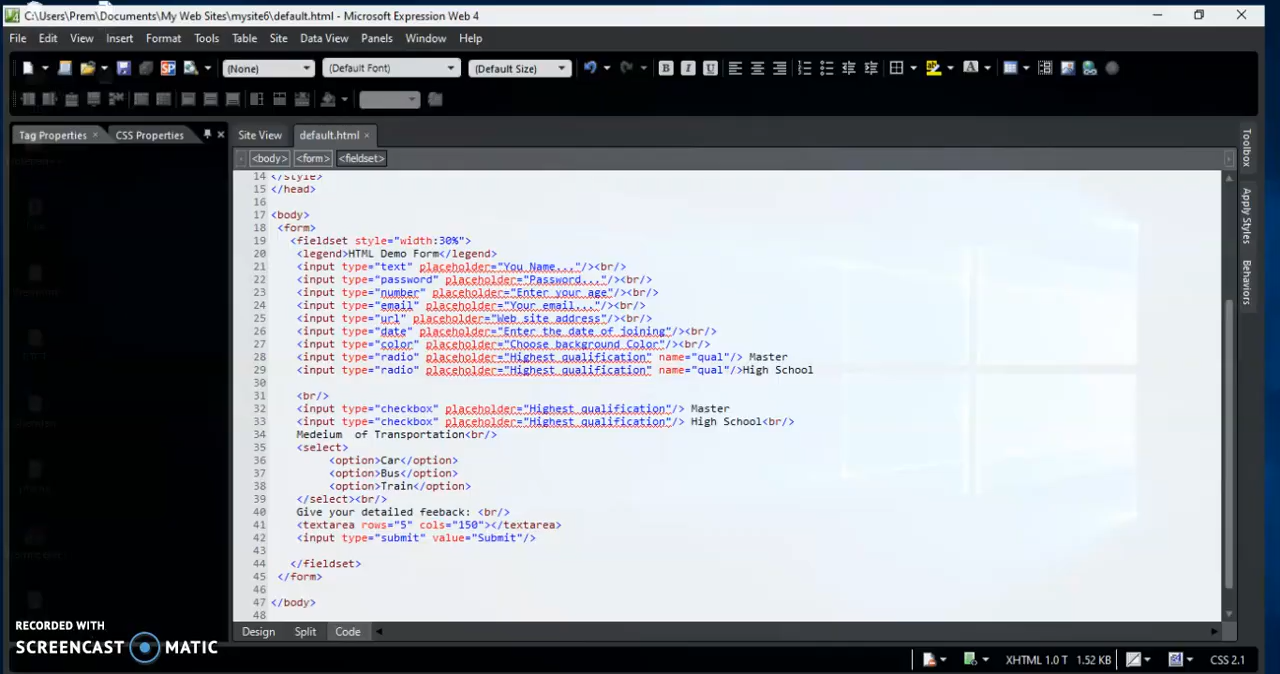 C:\Users\Prem\Documents\My Web Sites\mysite6\default.html - Microsoft Expression Web 4
File Edit View Insert Format Tools Table Site Data View Panels Window Help
(None) (Default Font) (Default Size) B I U A
Tag Properties × CSS Properties × Site View default.html ×
<body> <form> <fieldset>
Toolbox
Apply Styles
Behaviors
14 </style>
15 </head>
16
17 <body>
18 <form>
19 <fieldset style="width:30%">
20 <legend>HTML Demo Form</legend>
21 <input type="text" placeholder="You Name..."/><br/>
22 <input type="password" placeholder="Password..."/><br/>
23 <input type="number" placeholder="Enter your age"/><br/>
24 <input type="email" placeholder="Your email..."/><br/>
25 <input type="url" placeholder="Web site address"/><br/>
26 <input type="date" placeholder="Enter the date of joining"/><br/>
27 <input type="color" placeholder="Choose background Color"/><br/>
28 <input type="radio" placeholder="Highest qualification" name="qual"/> Master
29 <input type="radio" placeholder="Highest qualification" name="qual"/>High School
30
31 <br/>
32 <input type="checkbox" placeholder="Highest qualification"/> Master
33 <input type="checkbox" placeholder="Highest qualification"/> High School<br/>
34 Medeium of Transportation<br/>
35 <select>
36 <option>Car</option>
37 <option>Bus</option>
38 <option>Train</option>
39 </select><br/>
40 Give your detailed feeback: <br/>
41 <textarea rows="5" cols="150"></textarea>
42 <input type="submit" value="Submit"/>
43
44 </fieldset>
45 </form>
46
47 </body>
48
Design Split Code
RECORDED WITH
SCREENCAST MATIC
XHTML 1.0 T 1.52 KB CSS 2.1